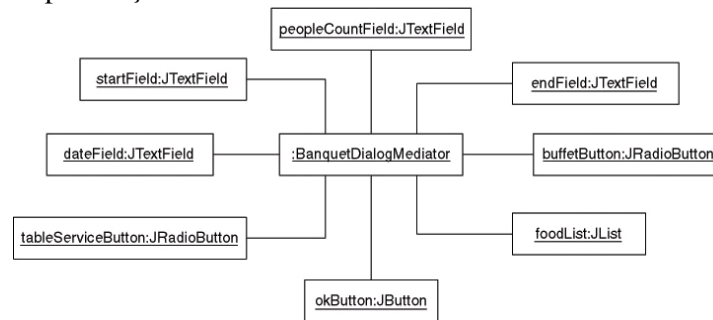 peopleCountField:JTextField
startField:JTextField
endField:JTextField
dateField:JTextField
:BanquetDialogMediator
buffetButton:JRadioButton
tableServiceButton:JRadioButton
foodList:JList
okButton:JButton